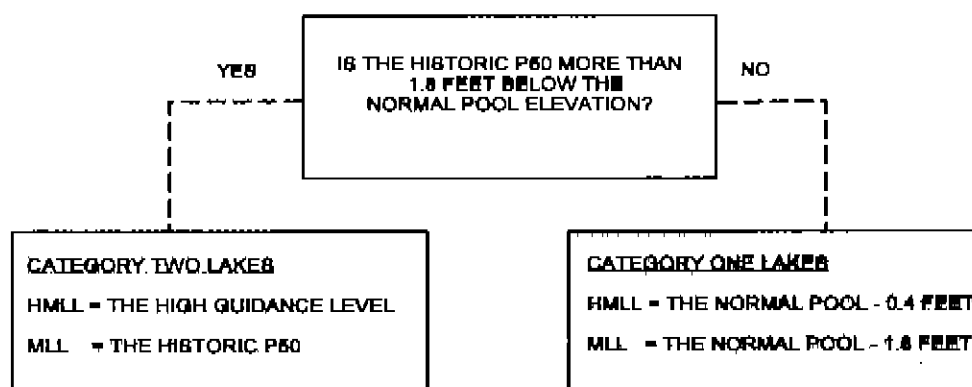 YES
IS THE HISTORIC P50 MORE THAN
1.8 FEET BELOW THE
NORMAL POOL ELEVATION?
NO
CATEGORY TWO LAKES
HMLL = THE HIGH GUIDANCE LEVEL
MLL = THE HISTORIC P50
CATEGORY ONE LAKES
HMLL = THE NORMAL POOL - 0.4 FEET
MLL = THE NORMAL POOL - 1.8 FEET